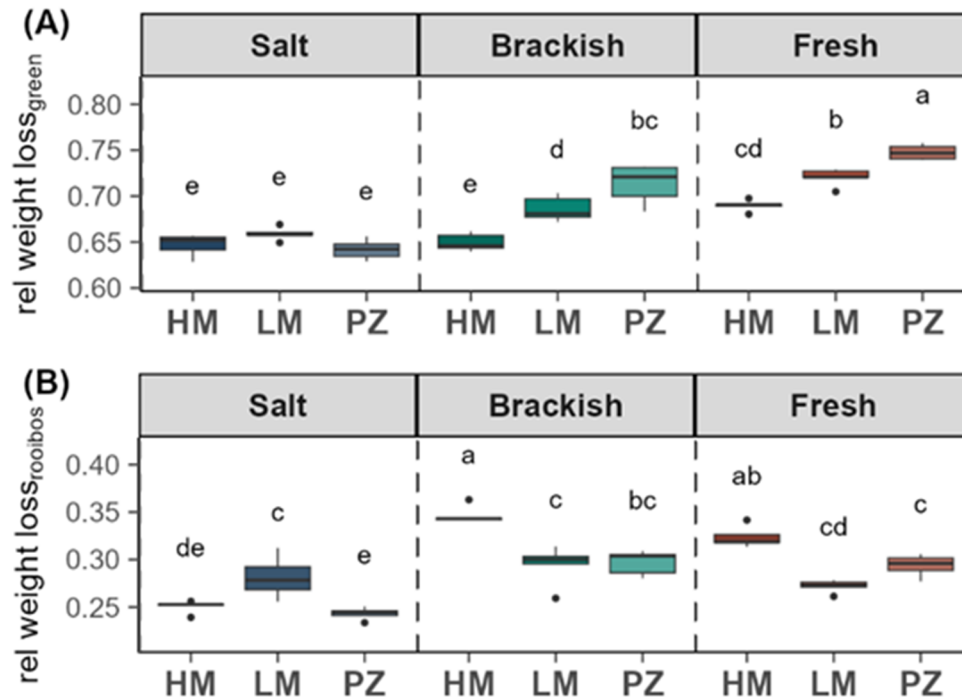 (A)
Salt Brackish Fresh
rel weight loss green
0.80
0.75
0.70
0.65
0.60
e e e e d bc cd b a
HM LM PZ HM LM PZ HM LM PZ
(B)
Salt Brackish Fresh
rel weight loss rooibos
0.40
0.35
0.30
0.25
de c e a c bc ab cd c
HM LM PZ HM LM PZ HM LM PZ